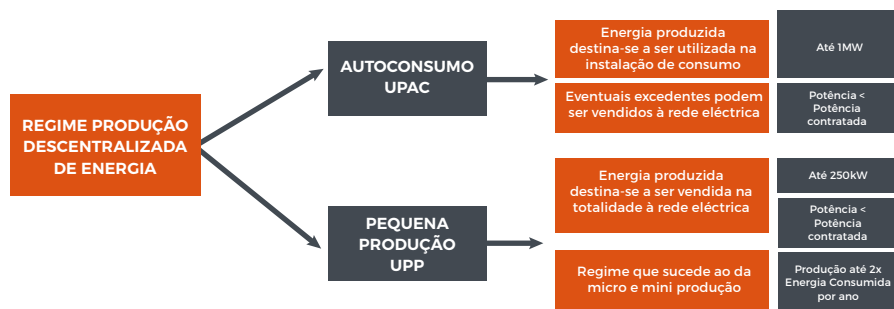 REGIME PRODUÇÃO
DESCENTRALIZADA
DE ENERGIA
AUTOCONSUMO
UPAC
Energia produzida
destina-se a ser utilizada na
instalação de consumo
Até 1MW
Eventuais excedentes podem
ser vendidos à rede eléctrica
Potência <
Potência
contratada
PEQUENA
PRODUÇÃO
UPP
Energia produzida
destina-se a ser vendida na
totalidade à rede eléctrica
Até 250kW
Potência <
Potência
contratada
Regime que sucede ao da
micro e mini produção
Produção até 2x
Energia Consumida
por ano